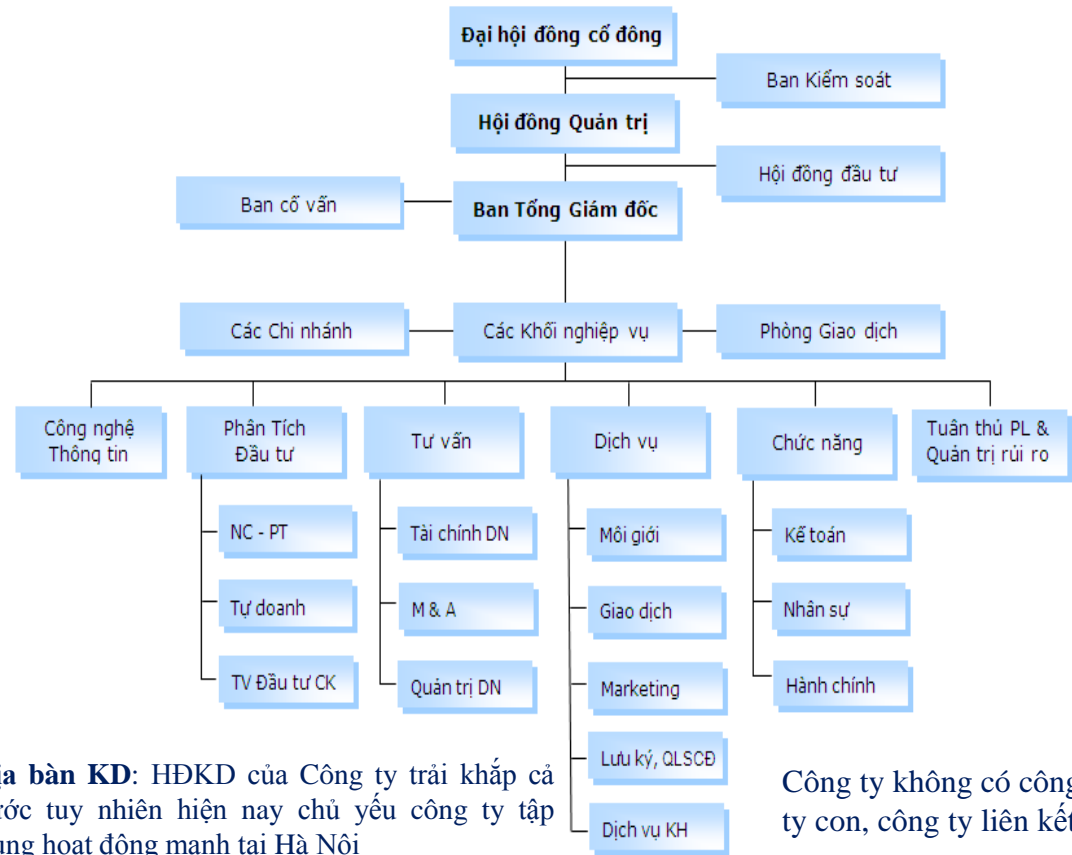 Đại hội đồng cổ đông
Ban Kiểm soát
Hội đồng Quản trị
Hội đồng đầu tư
Ban cố vấn
Ban Tổng Giám đốc
Các Chi nhánh
Các Khối nghiệp vụ
Phòng Giao dịch
Công nghệ
Thông tin
Phân Tích
Đầu tư
Tư vấn
Dịch vụ
Chức năng
Tuân thủ PL &
Quản trị rủi ro
NC - PT
Tự doanh
TV Đầu tư CK
Tài chính DN
M & A
Quản trị DN
Môi giới
Giao dịch
Marketing
Lưu ký, QLSCĐ
Dịch vụ KH
Kế toán
Nhân sự
Hành chính
bàn KD: HĐKD của Công ty trải khắp cả
tuy nhiên hiện nay chủ yếu công ty tập
hoạt động mạnh tại Hà Nội
Công ty không có công
ty con, công ty liên kết